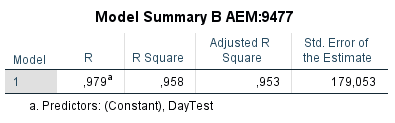 Model Summary B AEM:9477
Model R R Square Adjusted R Square Std. Error of the Estimate
1 ,979a ,958 ,953 179,053
a. Predictors: (Constant), DayTest